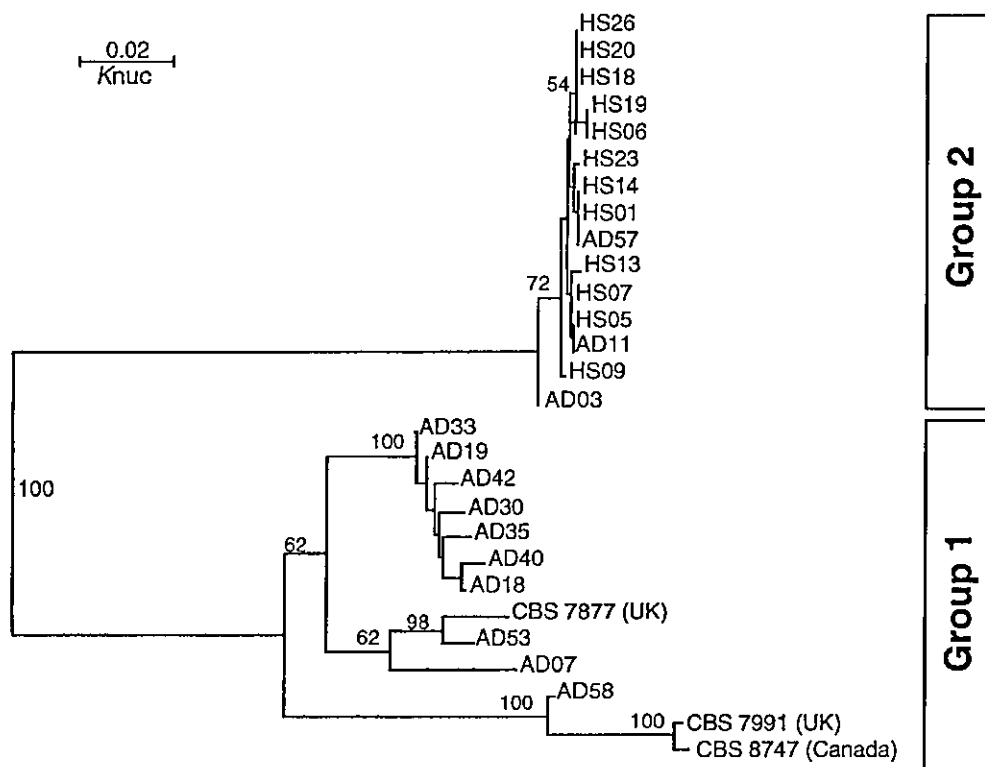 0.02
Knuc
HS26
HS20
HS18
54
HS19
HS06
HS23
HS14
HS01
AD57
HS13
72
HS07
HS05
AD11
HS09
AD03
Group 2
AD33
100
AD19
AD42
100
AD30
AD35
62
AD40
AD18
CBS 7877 (UK)
98
62
AD53
AD07
AD58
100
100
CBS 7991 (UK)
CBS 8747 (Canada)
Group 1